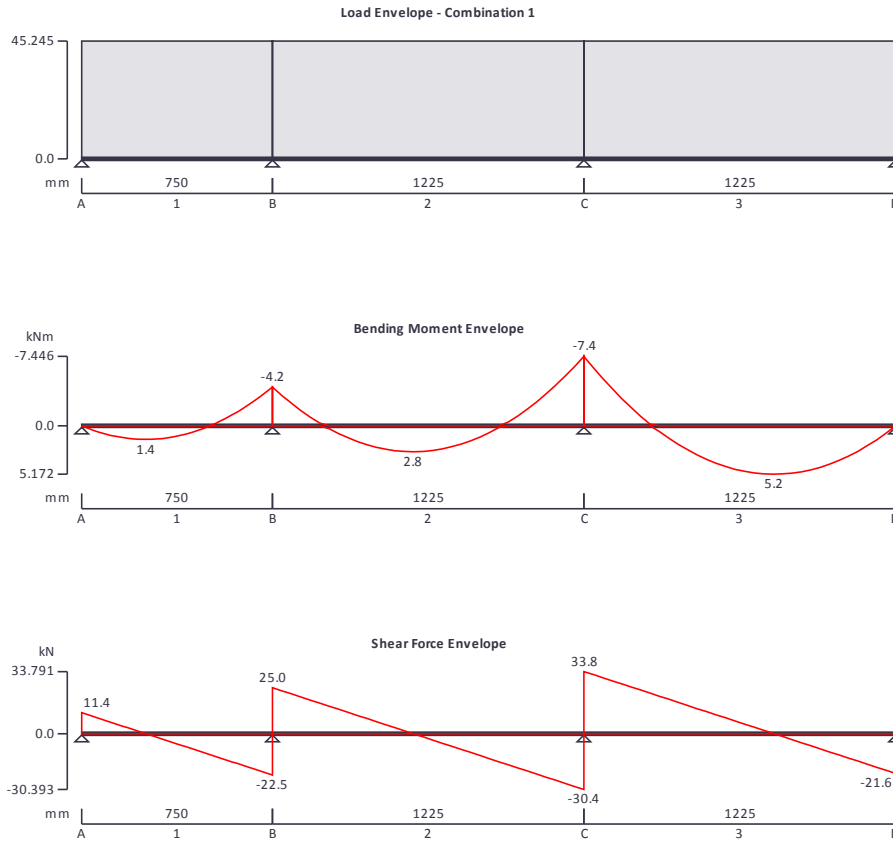 Load Envelope - Combination 1
45.245
0.0
mm 750 1225 1225
A 1 B 2 C 3
Bending Moment Envelope
kNm
-7.446 -7.4
-4.2
0.0
1.4 2.8
5.172 5.2
mm 750 1225 1225
A 1 B 2 C 3
Shear Force Envelope
kN
33.791 33.8
11.4 25.0
0.0
-22.5 -21.6
-30.393 -30.4
mm 750 1225 1225
A 1 B 2 C 3